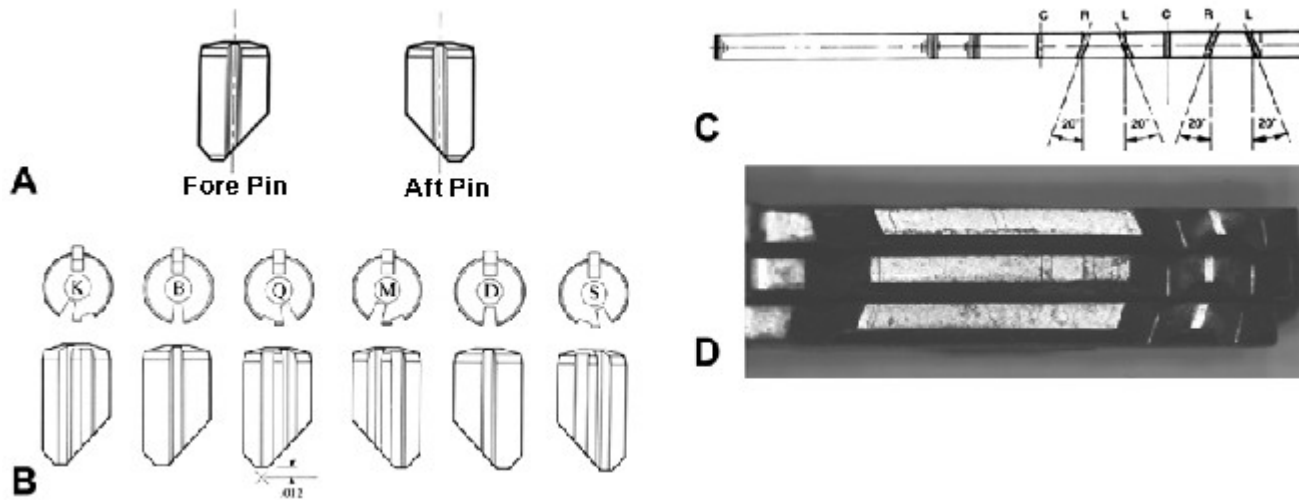 A
Fore Pin
Aft Pin
K B Q M D S
B
.012
C R L C R L
20° 20° 20° 20°
C
D